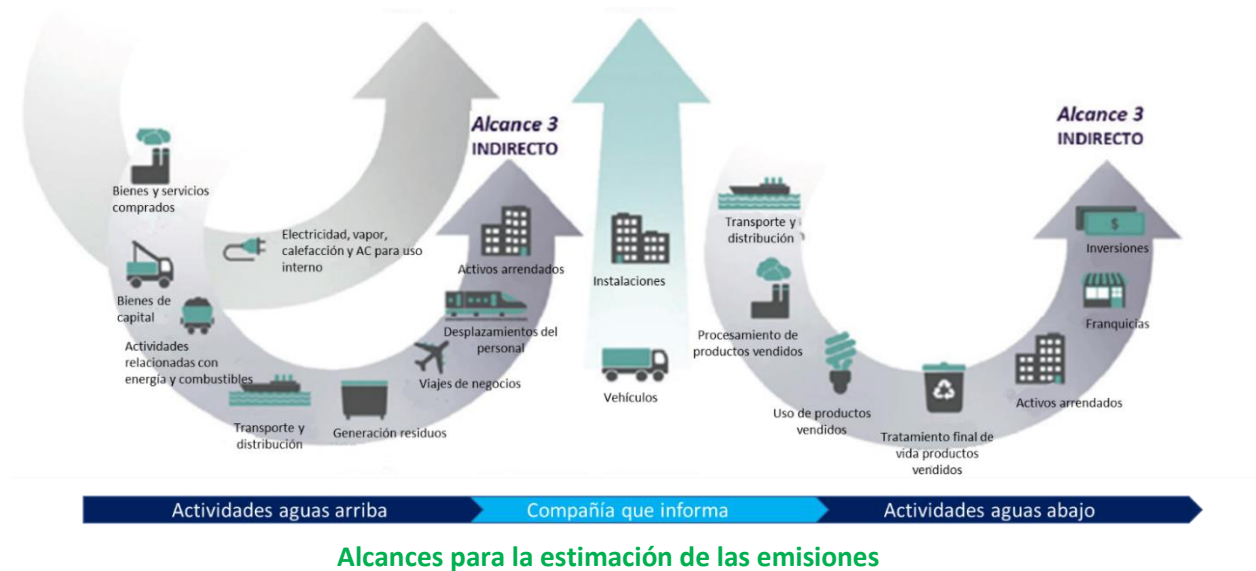 Alcance 3
INDIRECTO
Bienes y servicios
comprados
Electricidad, vapor,
calefacción y AC para uso
interno
Activos arrendados
Bienes de
capital
Desplazamientos del
personal
Actividades
relacionadas con
energía y combustibles
Viajes de negocios
Transporte y
distribución
Generación residuos
Instalaciones
Vehículos
Alcance 3
INDIRECTO
Transporte y
distribución
Inversiones
Procesamiento de
productos vendidos
Franquicias
Uso de productos
vendidos
Activos arrendados
Tratamiento final de
vida productos
vendidos
$
Actividades aguas arriba
Compañía que informa
Actividades aguas abajo
Alcances para la estimación de las emisiones